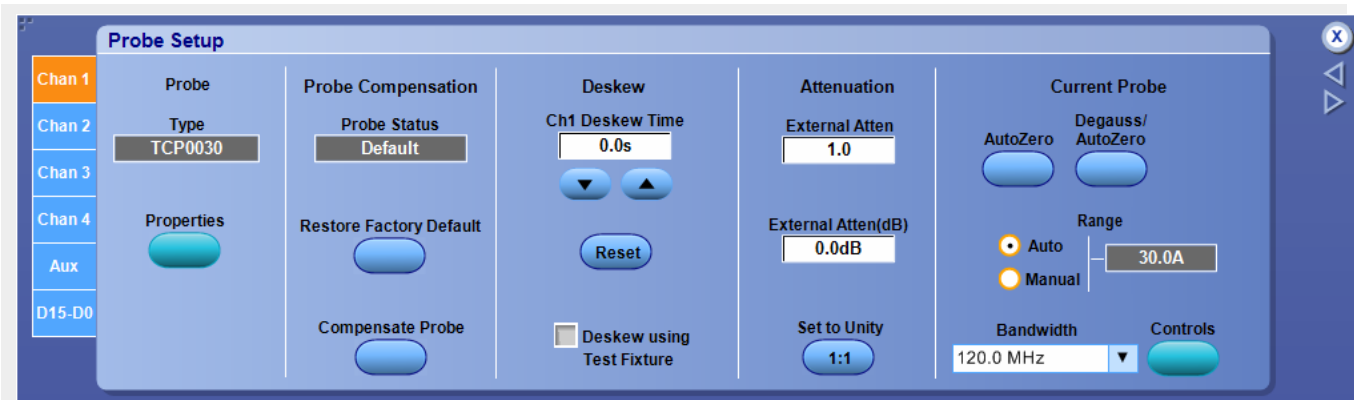 Probe Setup
X
Chan 1
Chan 2
Chan 3
Chan 4
Aux
D15-D0
Probe
Type
TCP0030
Properties
Probe Compensation
Probe Status
Default
Restore Factory Default
Compensate Probe
Deskew
Ch1 Deskew Time
0.0s
Reset
Deskew using
Test Fixture
Attenuation
External Atten
1.0
External Atten(dB)
0.0dB
Set to Unity
1:1
Current Probe
AutoZero
Degauss/
AutoZero
Range
Auto
Manual
30.0A
Bandwidth
120.0 MHz
Controls